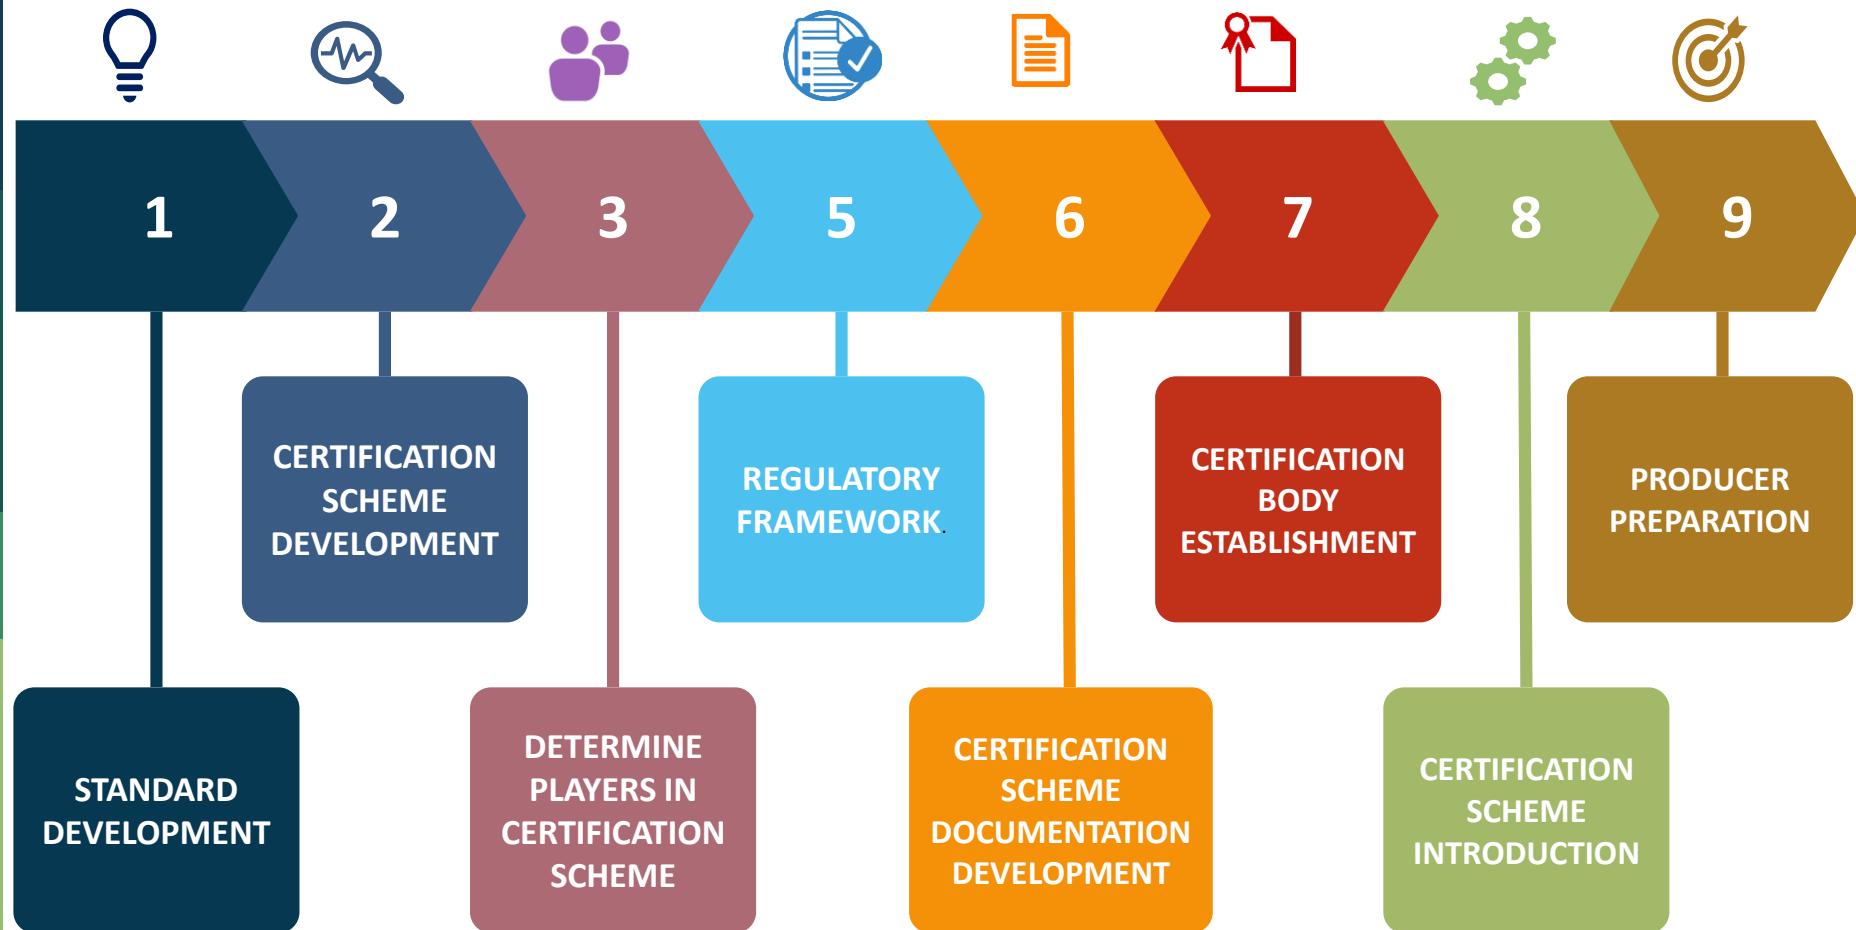 1
2
3
5
6
7
8
9
CERTIFICATION
SCHEME
DEVELOPMENT
REGULATORY
FRAMEWORK.
CERTIFICATION
BODY
ESTABLISHMENT
PRODUCER
PREPARATION
STANDARD
DEVELOPMENT
DETERMINE
PLAYERS IN
CERTIFICATION
SCHEME
CERTIFICATION
SCHEME
DOCUMENTATION
DEVELOPMENT
CERTIFICATION
SCHEME
INTRODUCTION